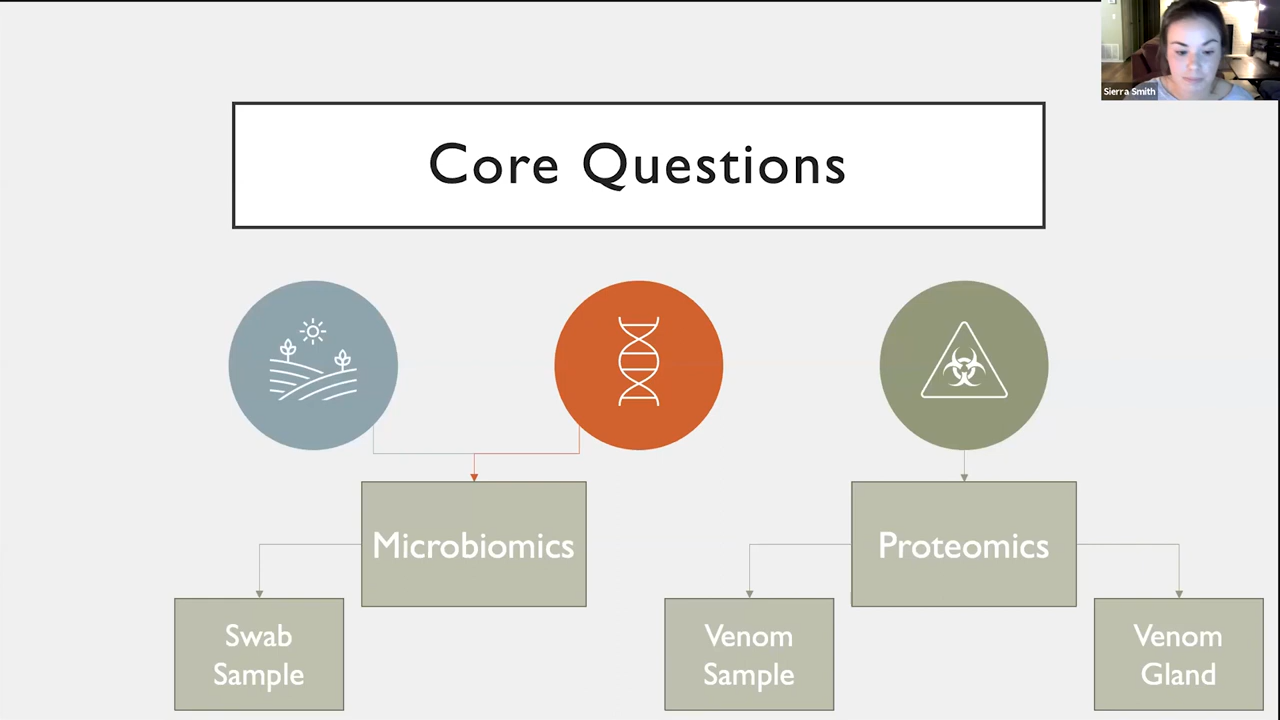 Sierra Smith
Core Questions
Microbiomics
Proteomics
Swab
Sample
Venom
Sample
Venom
Gland